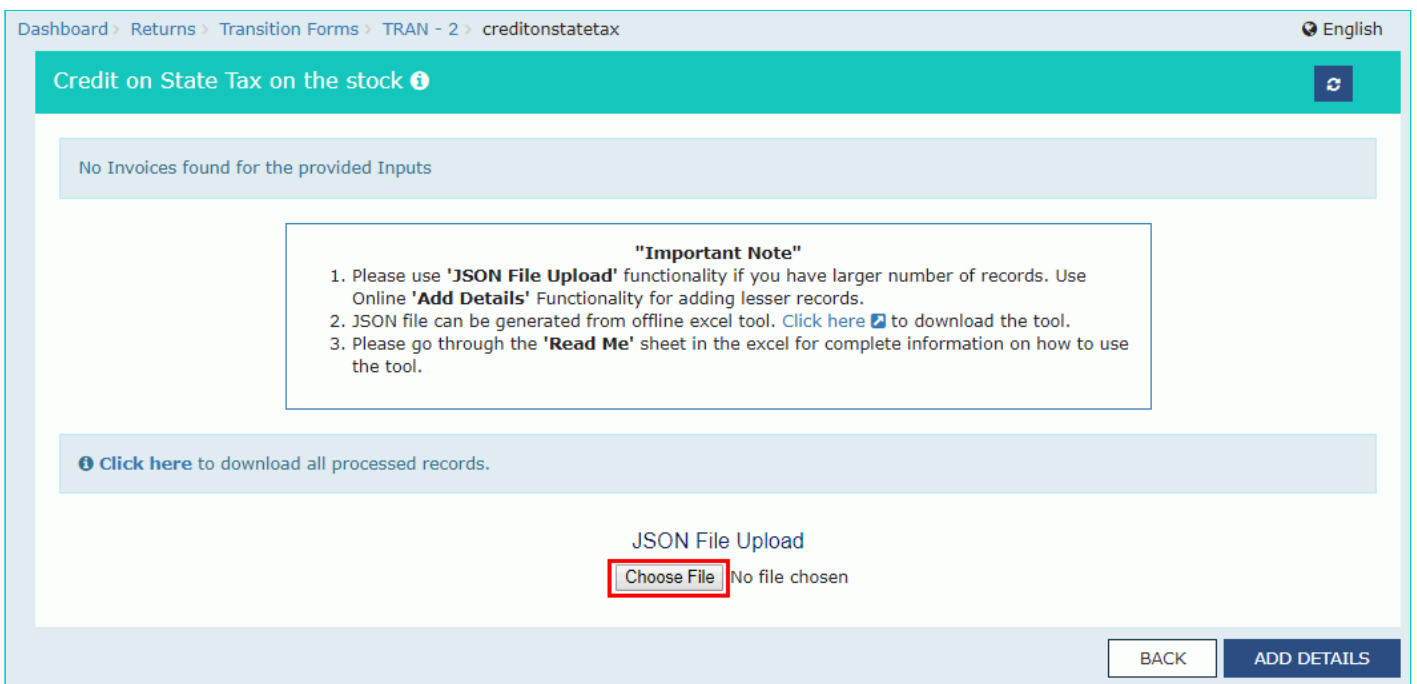 Dashboard > Returns > Transition Forms > TRAN - 2 > creditonstatetax
English
Credit on State Tax on the stock
No Invoices found for the provided Inputs
"Important Note"
1. Please use 'JSON File Upload' functionality if you have larger number of records. Use
Online 'Add Details' Functionality for adding lesser records.
2. JSON file can be generated from offline excel tool. Click here to download the tool.
3. Please go through the 'Read Me' sheet in the excel for complete information on how to use
the tool.
Click here to download all processed records.
JSON File Upload
Choose File No file chosen
BACK
ADD DETAILS